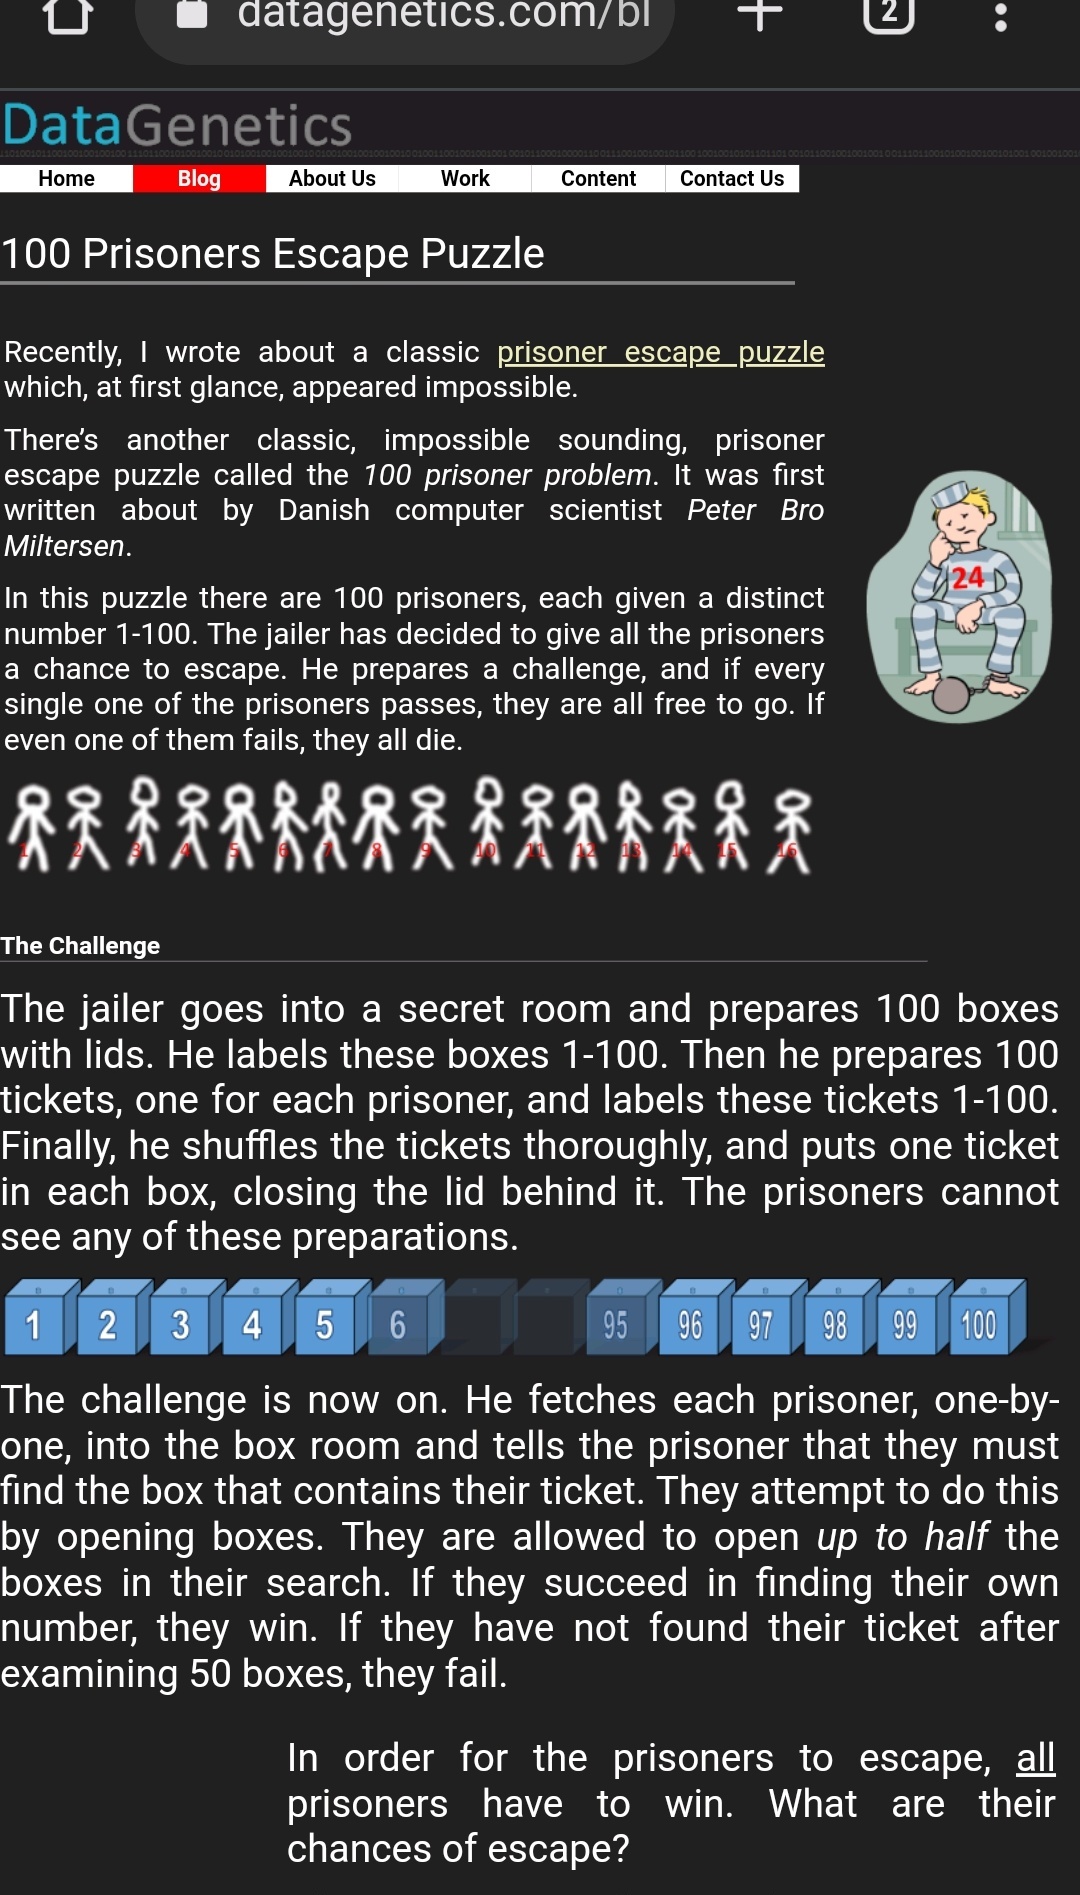 datagenetics.com/bl
2
DataGenetics
Home Blog About Us Work Content Contact Us
100 Prisoners Escape Puzzle
Recently, I wrote about a classic prisoner escape puzzle
which, at first glance, appeared impossible.
There's another classic, impossible sounding, prisoner
escape puzzle called the 100 prisoner problem. It was first
written about by Danish computer scientist Peter Bro
Miltersen.
In this puzzle there are 100 prisoners, each given a distinct
number 1-100. The jailer has decided to give all the prisoners
a chance to escape. He prepares a challenge, and if every
single one of the prisoners passes, they are all free to go. If
even one of them fails, they all die.
24
1 2 3 4 5 6 7 8 9 10 11 12 13 14 15 16
The Challenge
The jailer goes into a secret room and prepares 100 boxes
with lids. He labels these boxes 1-100. Then he prepares 100
tickets, one for each prisoner, and labels these tickets 1-100.
Finally, he shuffles the tickets thoroughly, and puts one ticket
in each box, closing the lid behind it. The prisoners cannot
see any of these preparations.
1 2 3 4 5 6 95 96 97 98 99 100
The challenge is now on. He fetches each prisoner, one-by-
one, into the box room and tells the prisoner that they must
find the box that contains their ticket. They attempt to do this
by opening boxes. They are allowed to open up to half the
boxes in their search. If they succeed in finding their own
number, they win. If they have not found their ticket after
examining 50 boxes, they fail.
In order for the prisoners to escape, all
prisoners have to win. What are their
chances of escape?